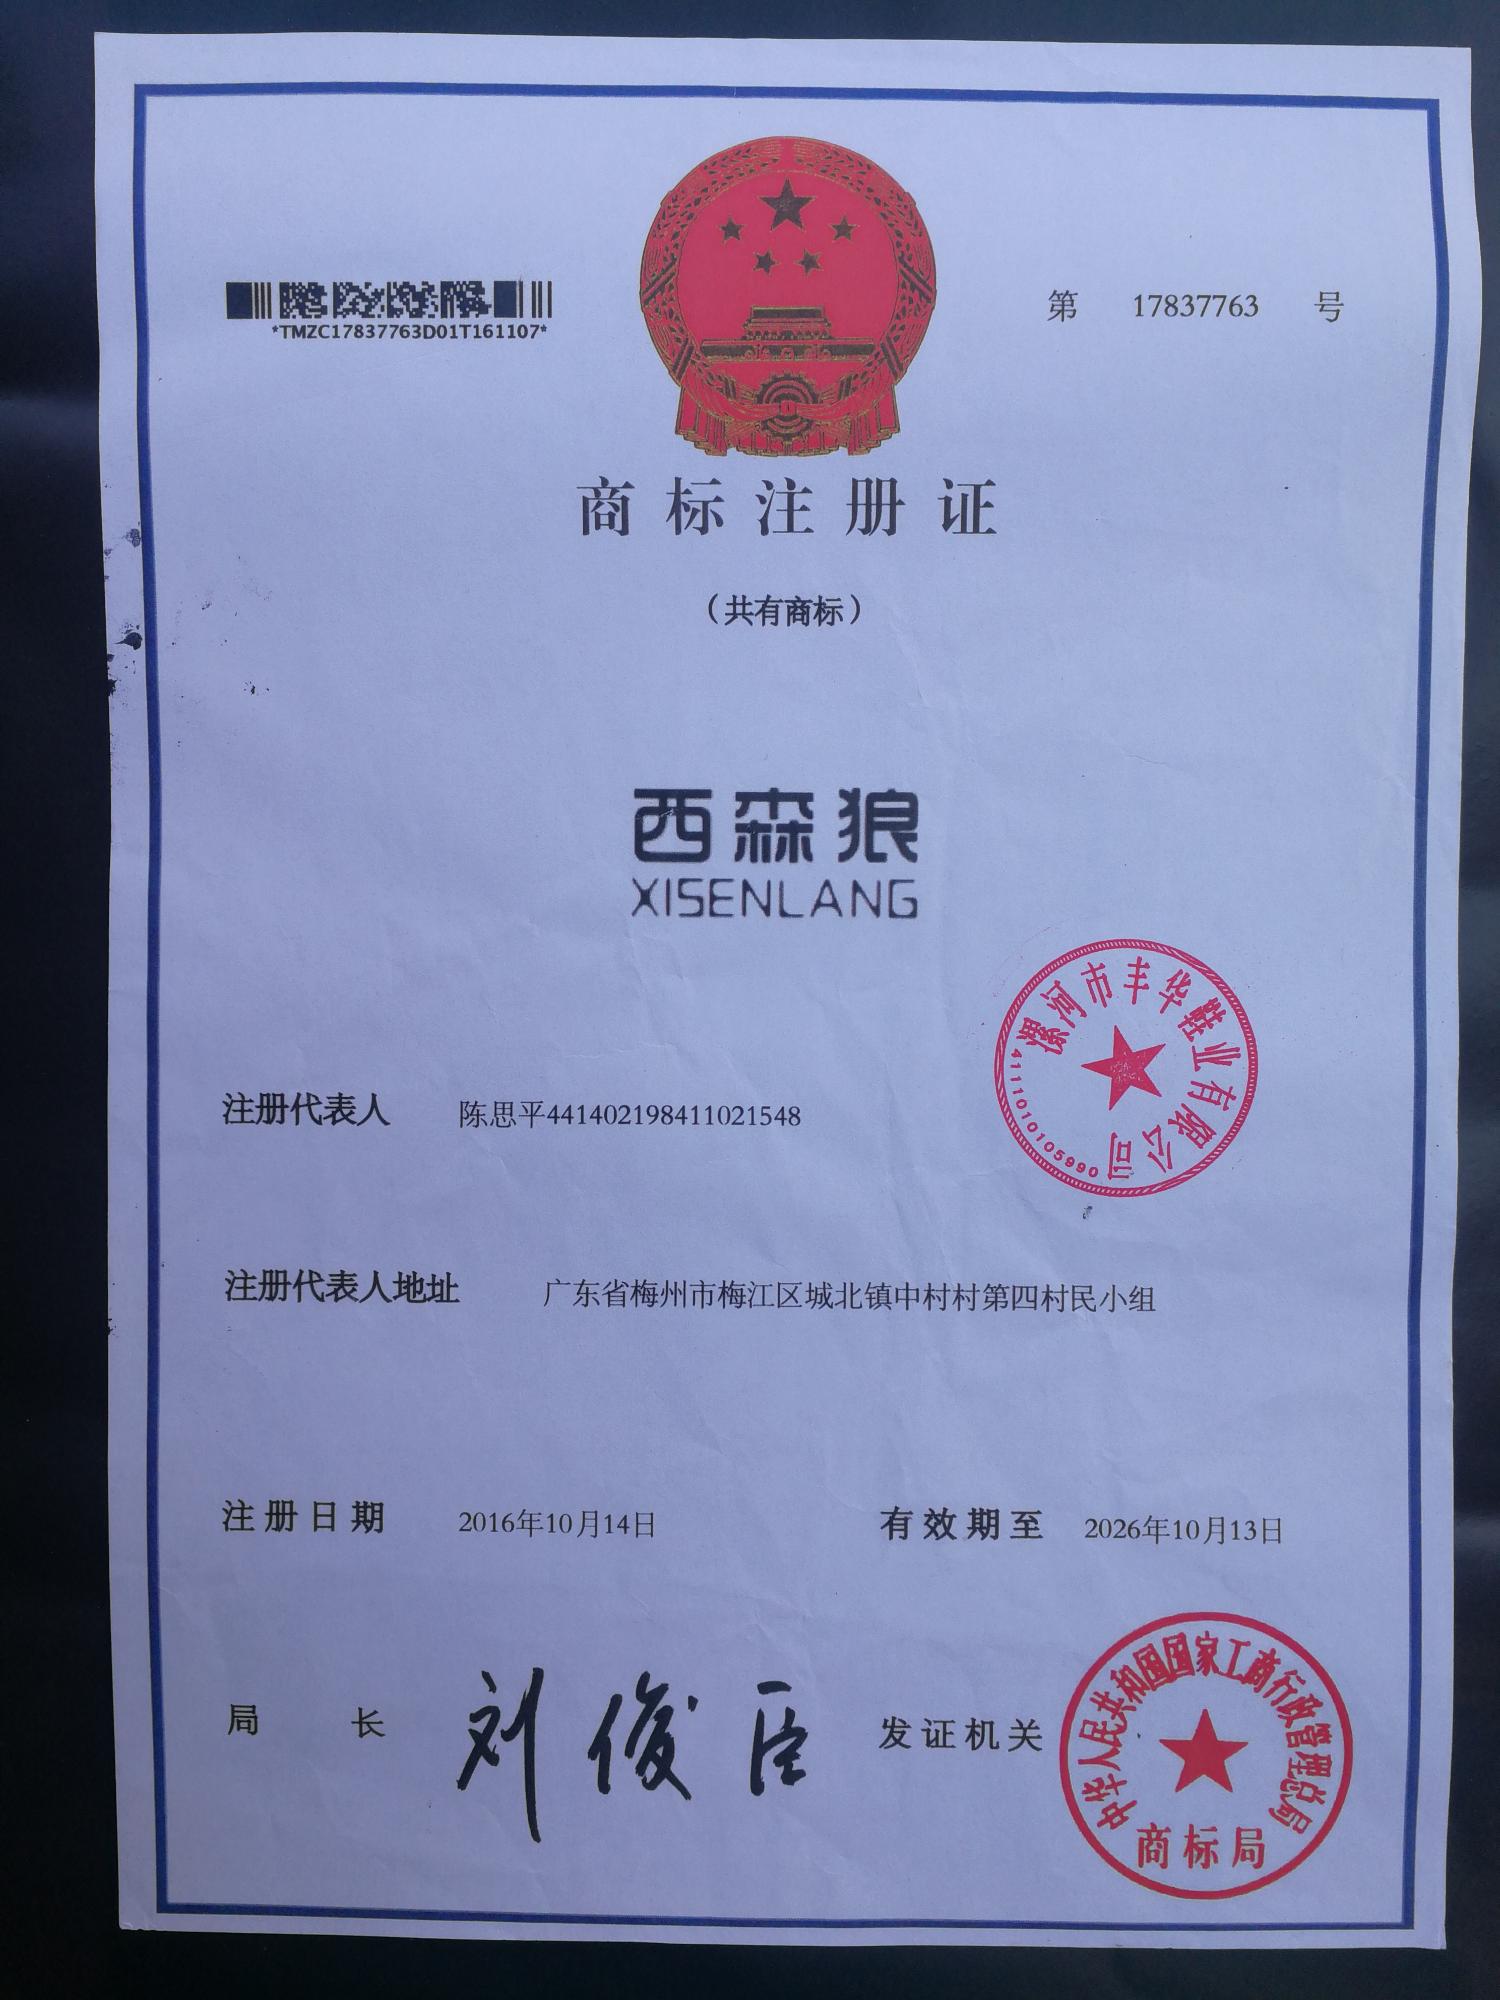 *TMZC17837763D01T161107*
第 17837763 号
商标注册证
（共有商标）
西森狼
XISENLANG
漯河市丰华鞋业有限公司
4111010105990
注册代表人 陈思平441402198411021548
注册代表人地址 广东省梅州市梅江区城北镇中村村第四村民小组
注册日期 2016年10月14日 有效期至 2026年10月13日
局长 刘俊臣 发证机关
中华人民共和国国家工商行政管理总局
商标局